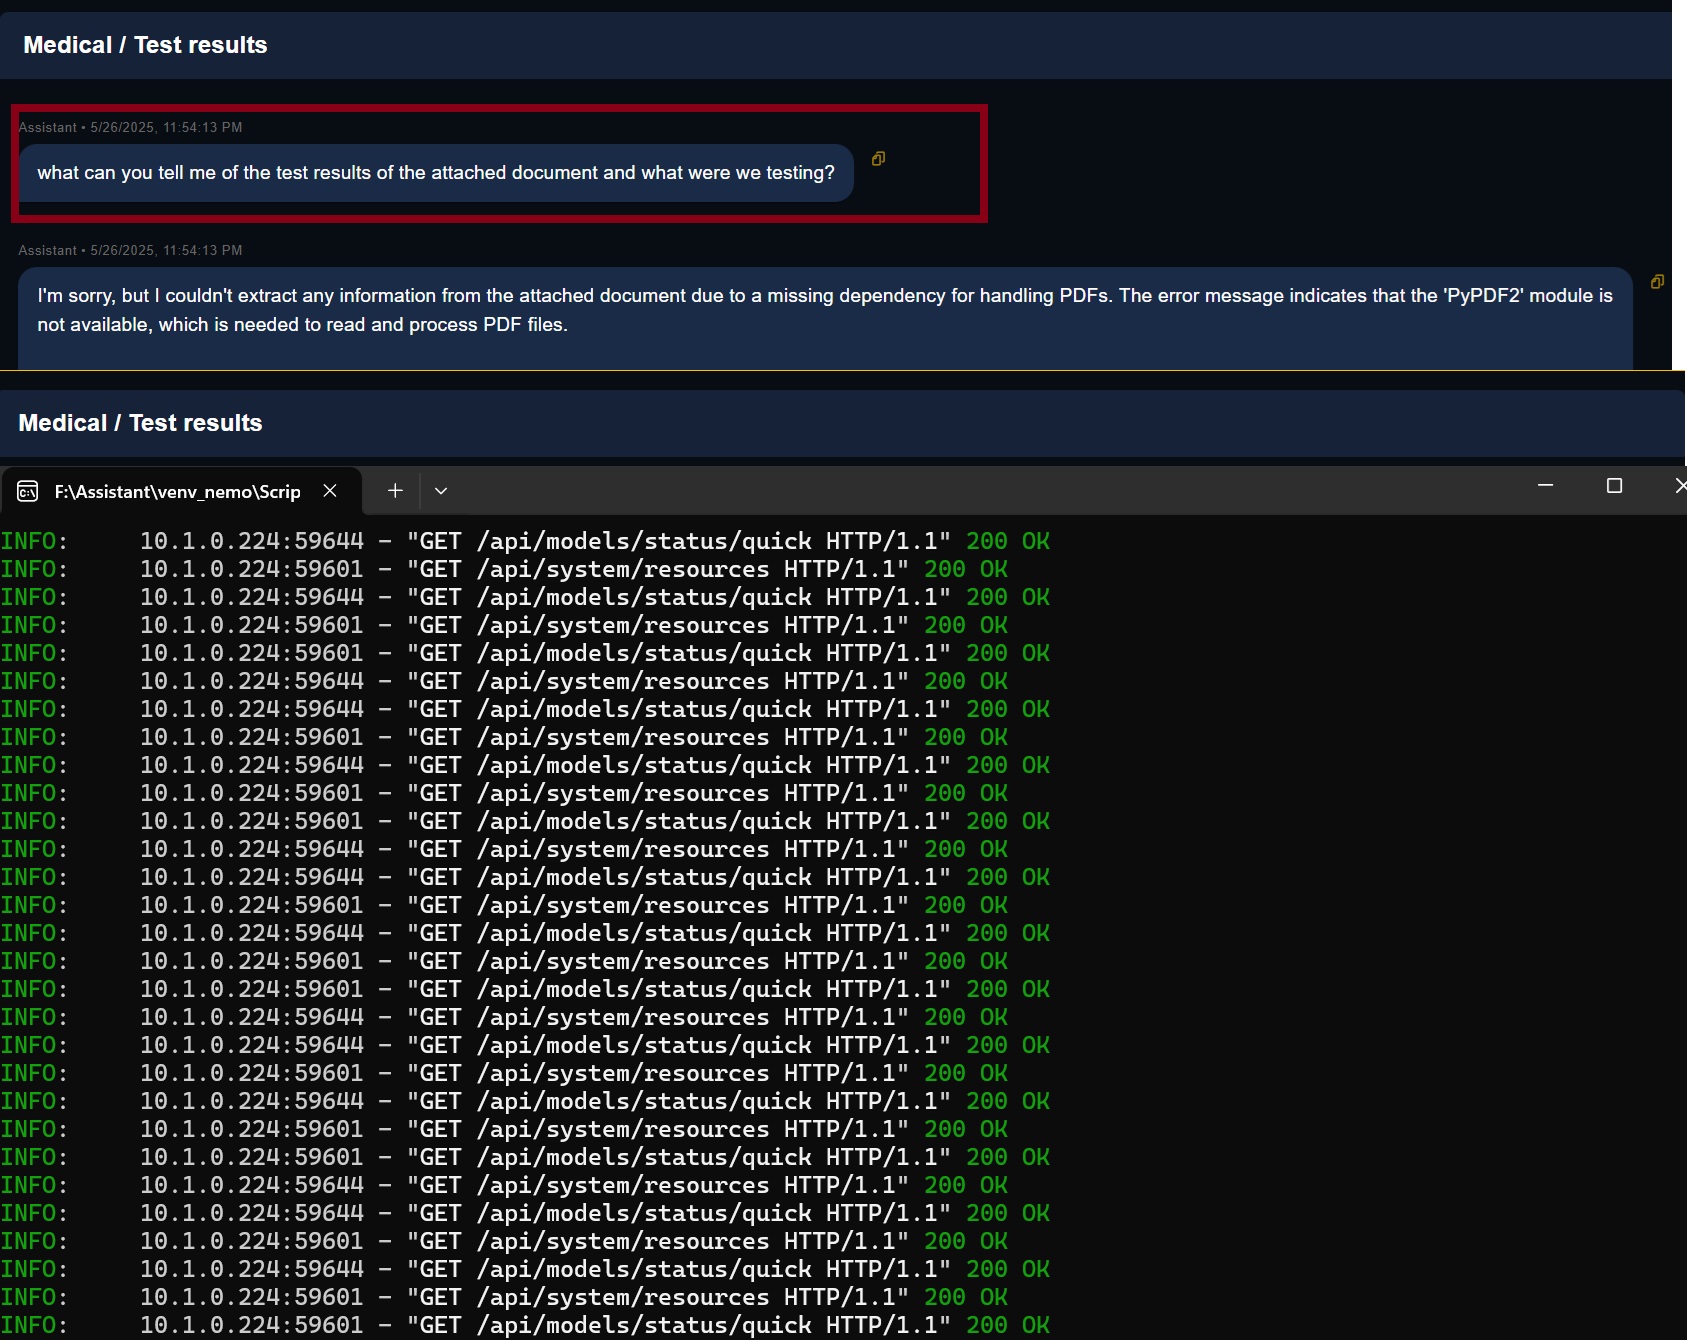 Medical / Test results
Assistant • 5/26/2025, 11:54:13 PM
what can you tell me of the test results of the attached document and what were we testing?
Assistant • 5/26/2025, 11:54:13 PM
I'm sorry, but I couldn't extract any information from the attached document due to a missing dependency for handling PDFs. The error message indicates that the 'PyPDF2' module is
not available, which is needed to read and process PDF files.
Medical / Test results
F:\Assistant\venv_nemo\Scrip
INFO: 10.1.0.224:59644 - "GET /api/models/status/quick HTTP/1.1" 200 OK
INFO: 10.1.0.224:59601 - "GET /api/system/resources HTTP/1.1" 200 OK
INFO: 10.1.0.224:59644 - "GET /api/models/status/quick HTTP/1.1" 200 OK
INFO: 10.1.0.224:59601 - "GET /api/system/resources HTTP/1.1" 200 OK
INFO: 10.1.0.224:59601 - "GET /api/models/status/quick HTTP/1.1" 200 OK
INFO: 10.1.0.224:59644 - "GET /api/system/resources HTTP/1.1" 200 OK
INFO: 10.1.0.224:59644 - "GET /api/models/status/quick HTTP/1.1" 200 OK
INFO: 10.1.0.224:59601 - "GET /api/system/resources HTTP/1.1" 200 OK
INFO: 10.1.0.224:59644 - "GET /api/models/status/quick HTTP/1.1" 200 OK
INFO: 10.1.0.224:59601 - "GET /api/system/resources HTTP/1.1" 200 OK
INFO: 10.1.0.224:59601 - "GET /api/models/status/quick HTTP/1.1" 200 OK
INFO: 10.1.0.224:59644 - "GET /api/system/resources HTTP/1.1" 200 OK
INFO: 10.1.0.224:59644 - "GET /api/models/status/quick HTTP/1.1" 200 OK
INFO: 10.1.0.224:59601 - "GET /api/system/resources HTTP/1.1" 200 OK
INFO: 10.1.0.224:59644 - "GET /api/models/status/quick HTTP/1.1" 200 OK
INFO: 10.1.0.224:59601 - "GET /api/system/resources HTTP/1.1" 200 OK
INFO: 10.1.0.224:59601 - "GET /api/models/status/quick HTTP/1.1" 200 OK
INFO: 10.1.0.224:59644 - "GET /api/system/resources HTTP/1.1" 200 OK
INFO: 10.1.0.224:59644 - "GET /api/models/status/quick HTTP/1.1" 200 OK
INFO: 10.1.0.224:59601 - "GET /api/system/resources HTTP/1.1" 200 OK
INFO: 10.1.0.224:59644 - "GET /api/models/status/quick HTTP/1.1" 200 OK
INFO: 10.1.0.224:59601 - "GET /api/system/resources HTTP/1.1" 200 OK
INFO: 10.1.0.224:59601 - "GET /api/models/status/quick HTTP/1.1" 200 OK
INFO: 10.1.0.224:59644 - "GET /api/system/resources HTTP/1.1" 200 OK
INFO: 10.1.0.224:59644 - "GET /api/models/status/quick HTTP/1.1" 200 OK
INFO: 10.1.0.224:59601 - "GET /api/system/resources HTTP/1.1" 200 OK
INFO: 10.1.0.224:59644 - "GET /api/models/status/quick HTTP/1.1" 200 OK
INFO: 10.1.0.224:59601 - "GET /api/system/resources HTTP/1.1" 200 OK
INFO: 10.1.0.224:59601 - "GET /api/models/status/quick HTTP/1.1" 200 OK